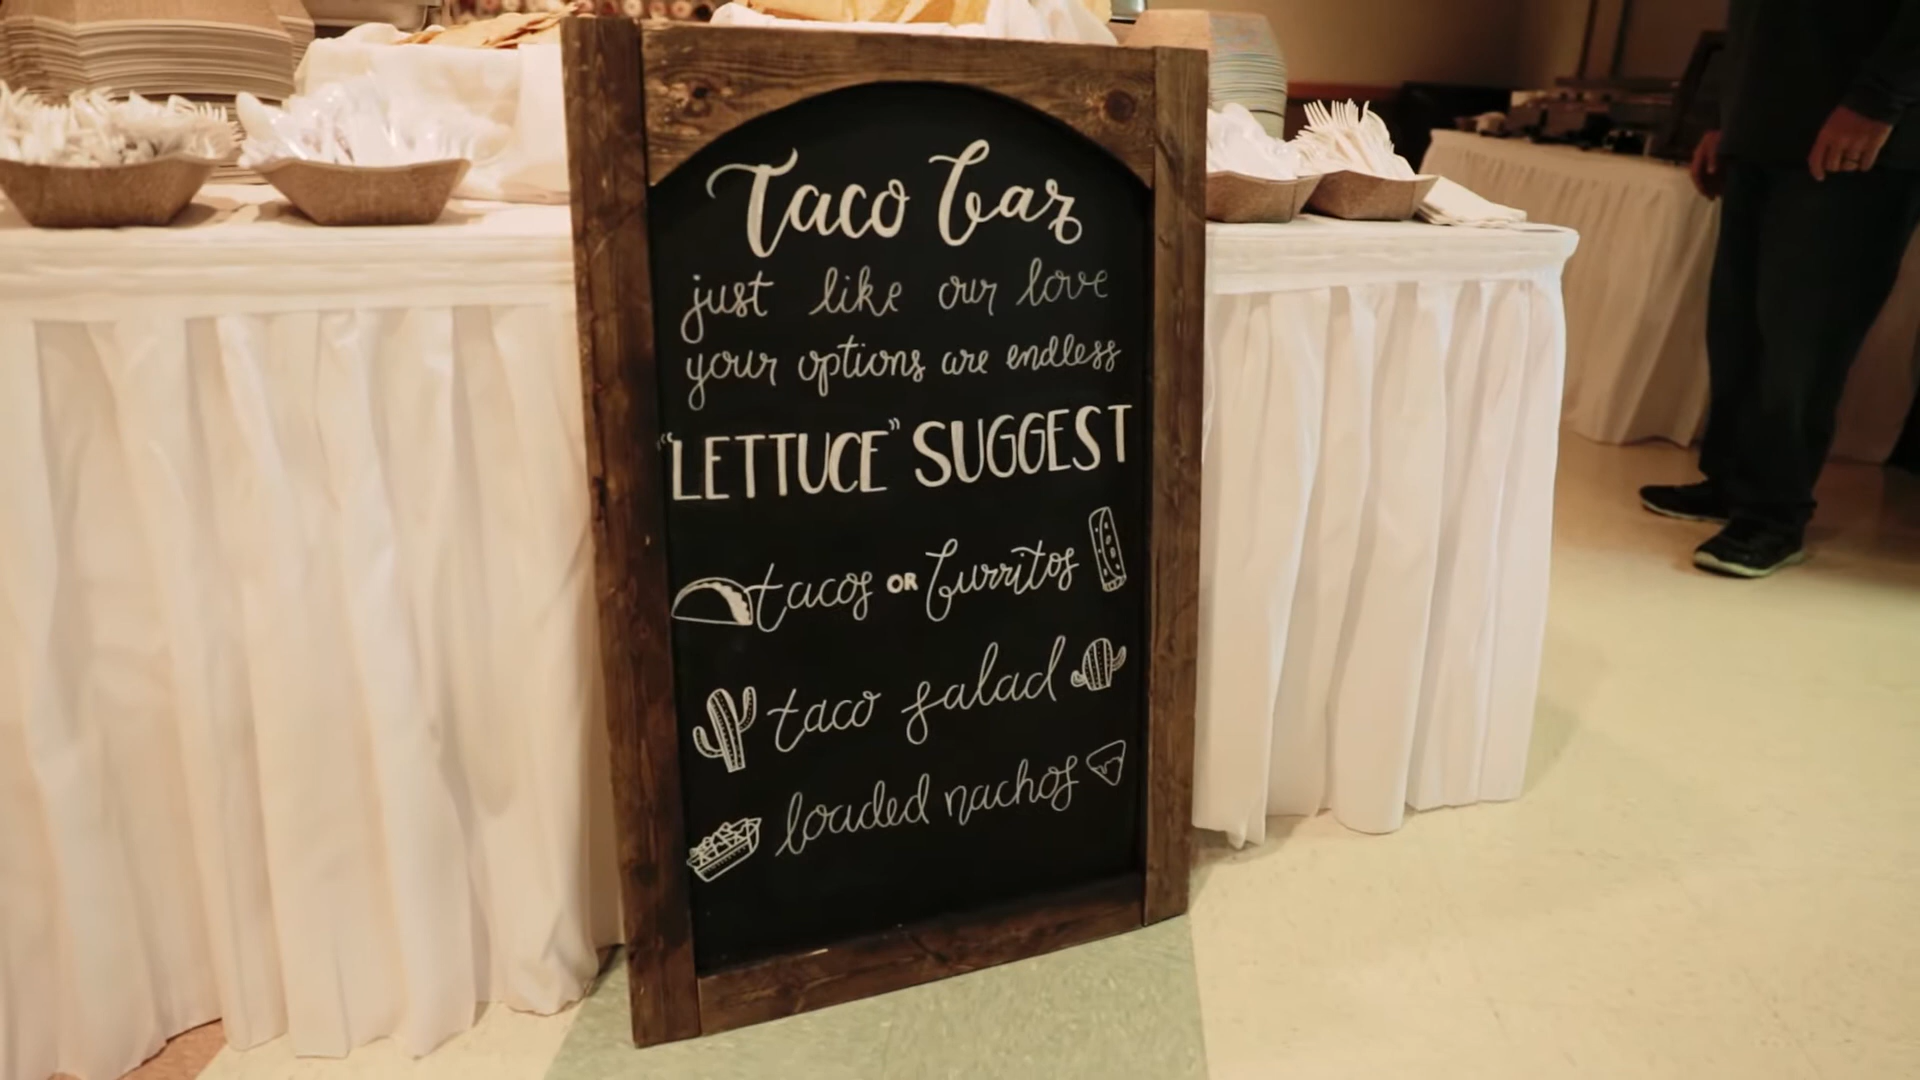 Taco bar
just like our love
your options are endless
"LETTUCE" SUGGEST
tacos OR burritos
taco salad
loaded nachos